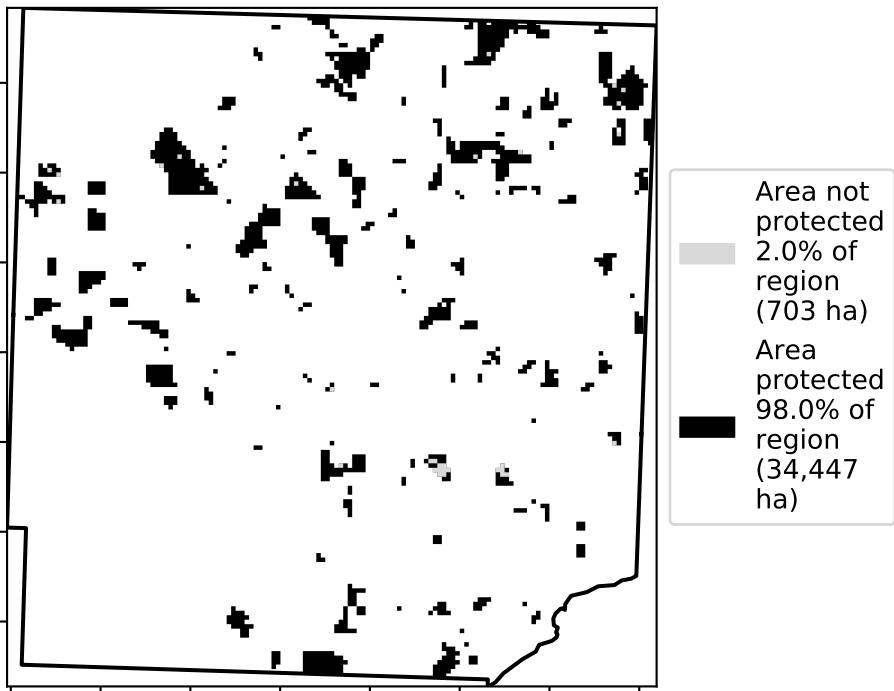 Area not
protected
2.0% of
region
(703 ha)
Area
protected
98.0% of
region
(34,447
ha)